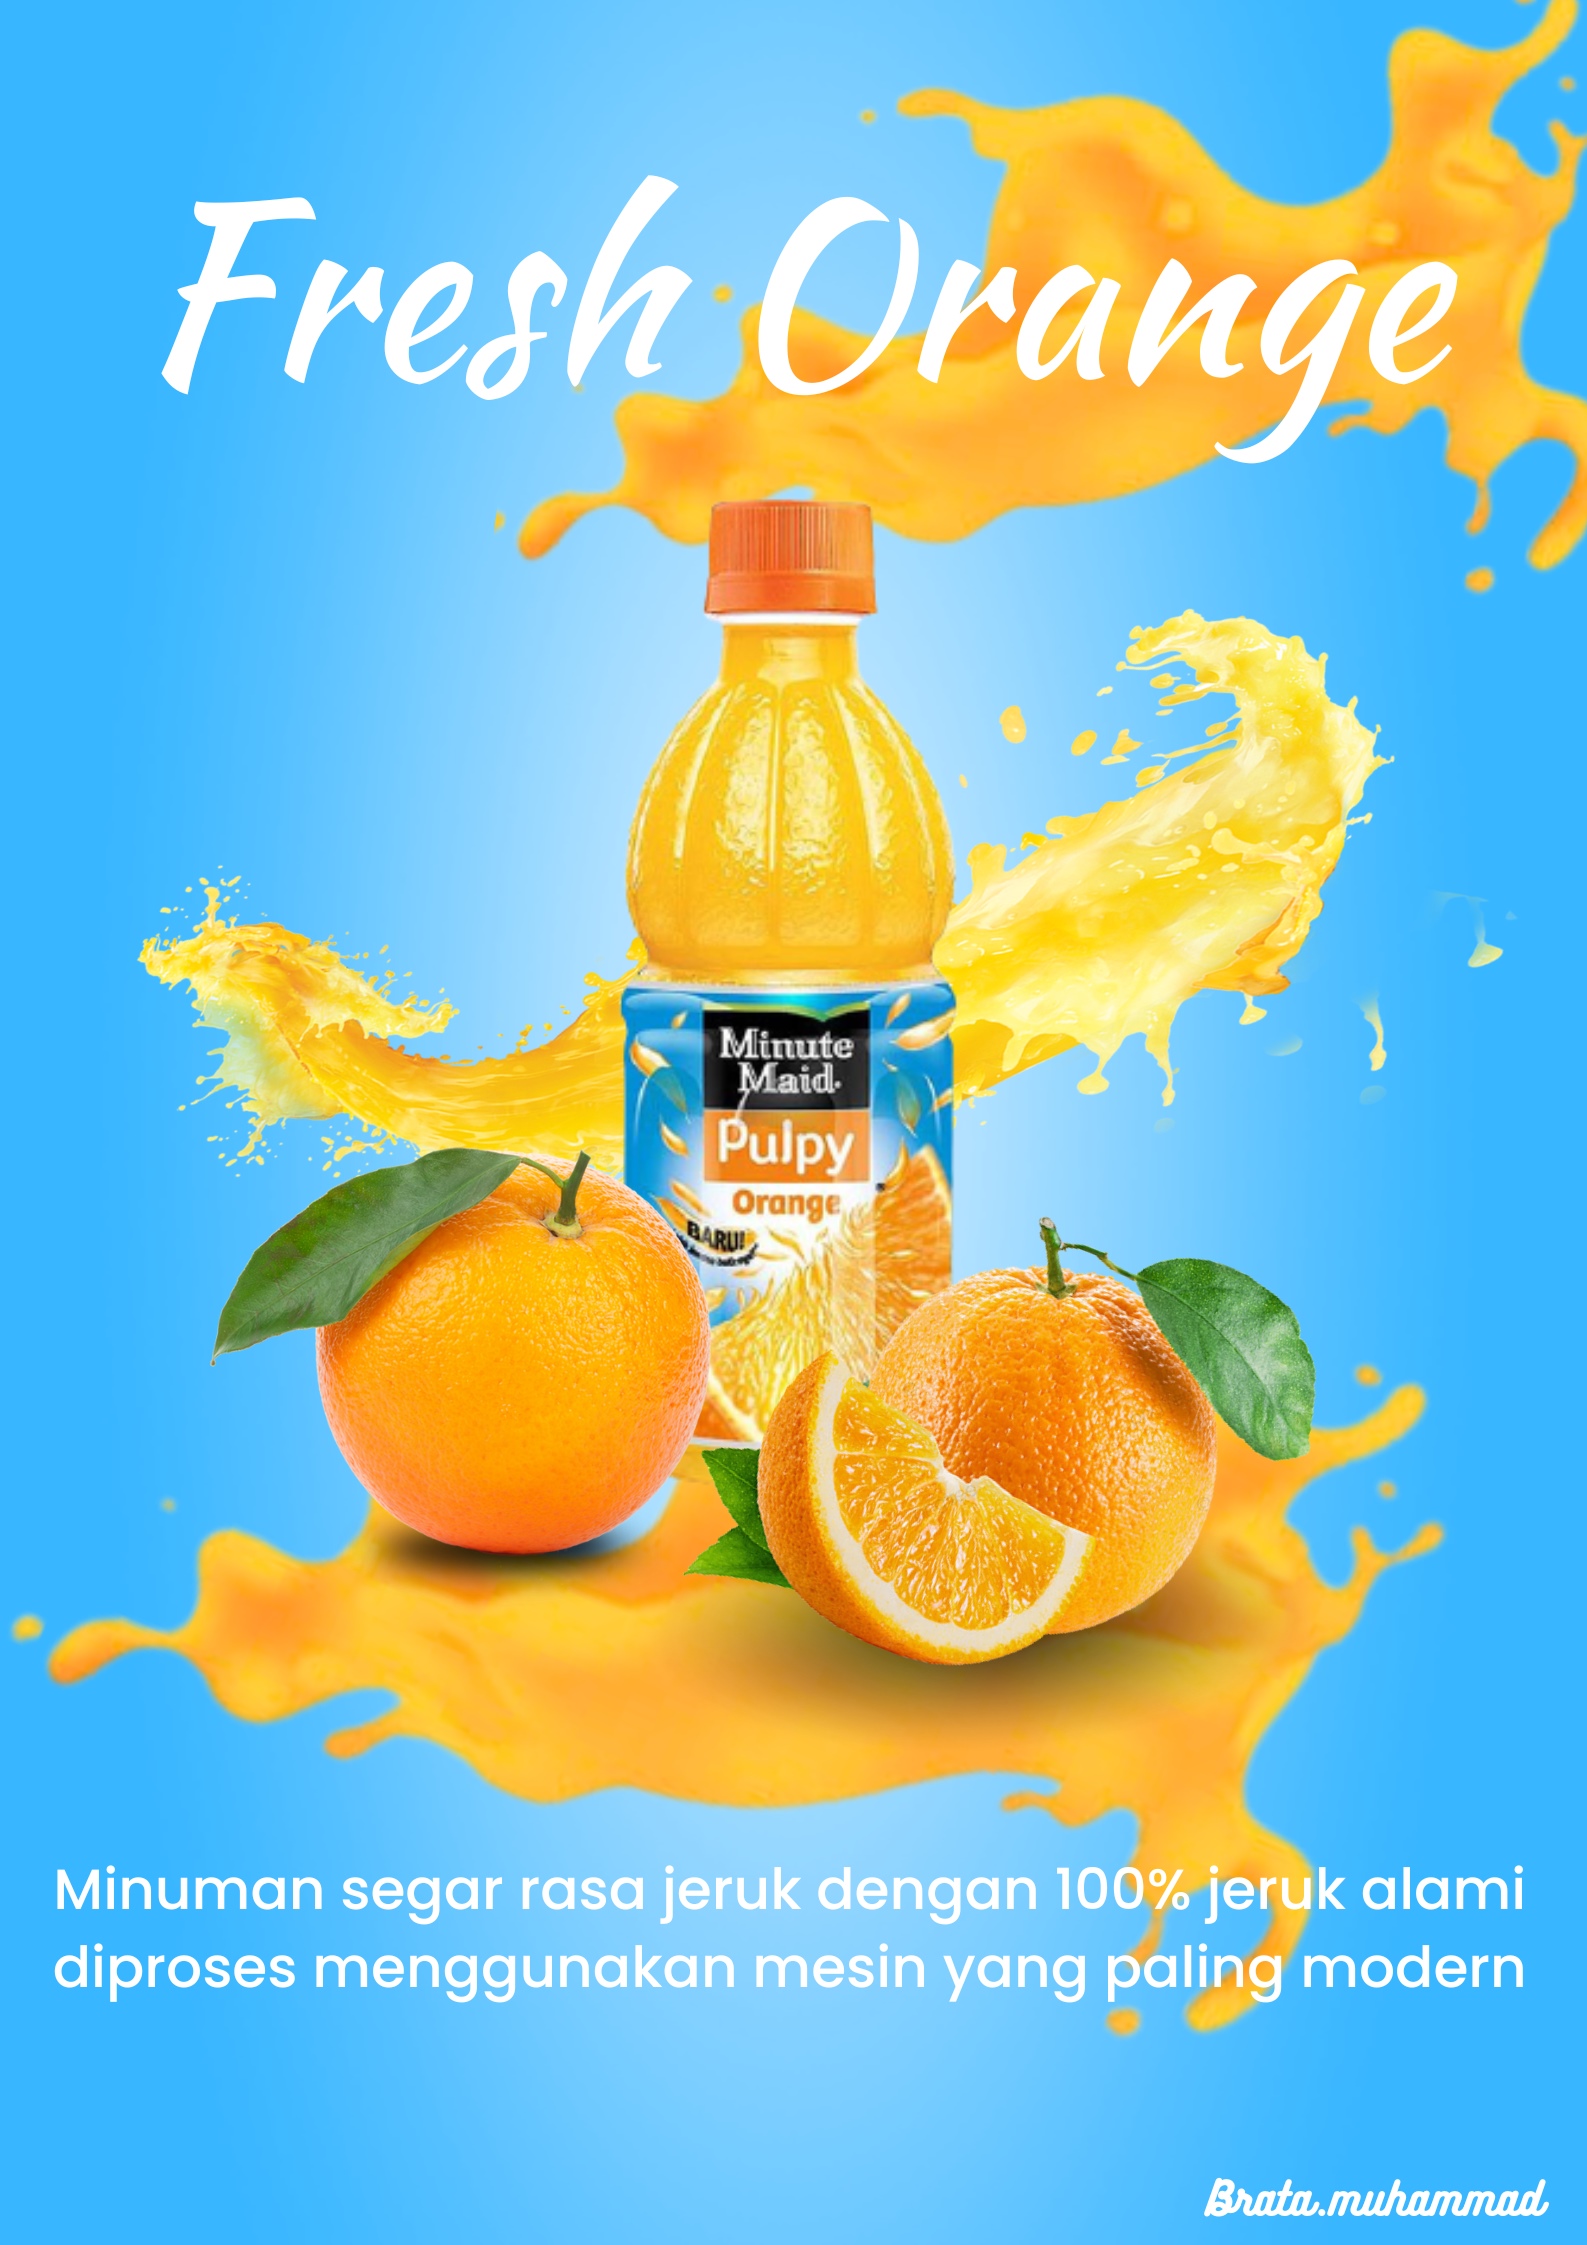 Fresh Orange
Minute
Maid
Pulpy
Orange
BARU!
Minuman segar rasa jeruk dengan 100% jeruk alami
diproses menggunakan mesin yang paling modern
Brata.muhammad